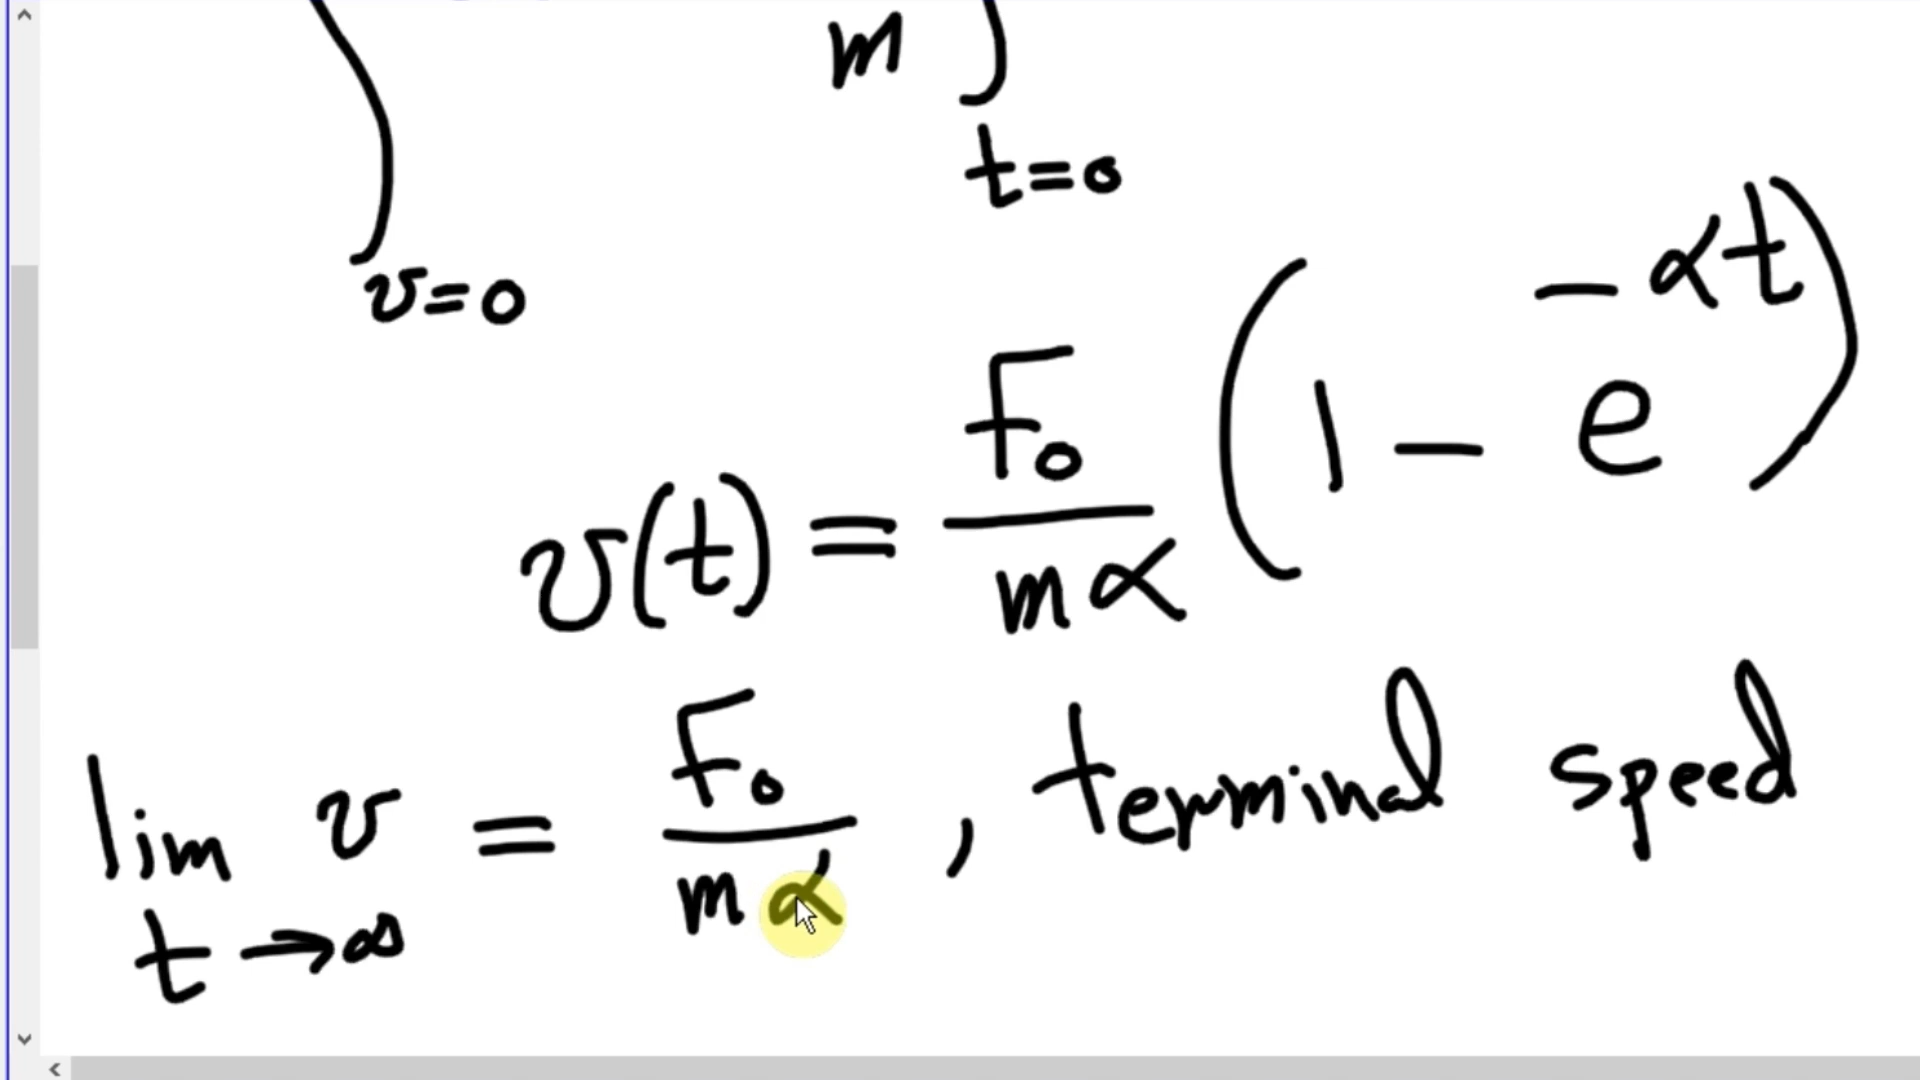 m ∫
t=0
v=0
v(t) = F₀/mα (1 - e^(-αt))
lim v = F₀/mα , terminal speed
t→∞